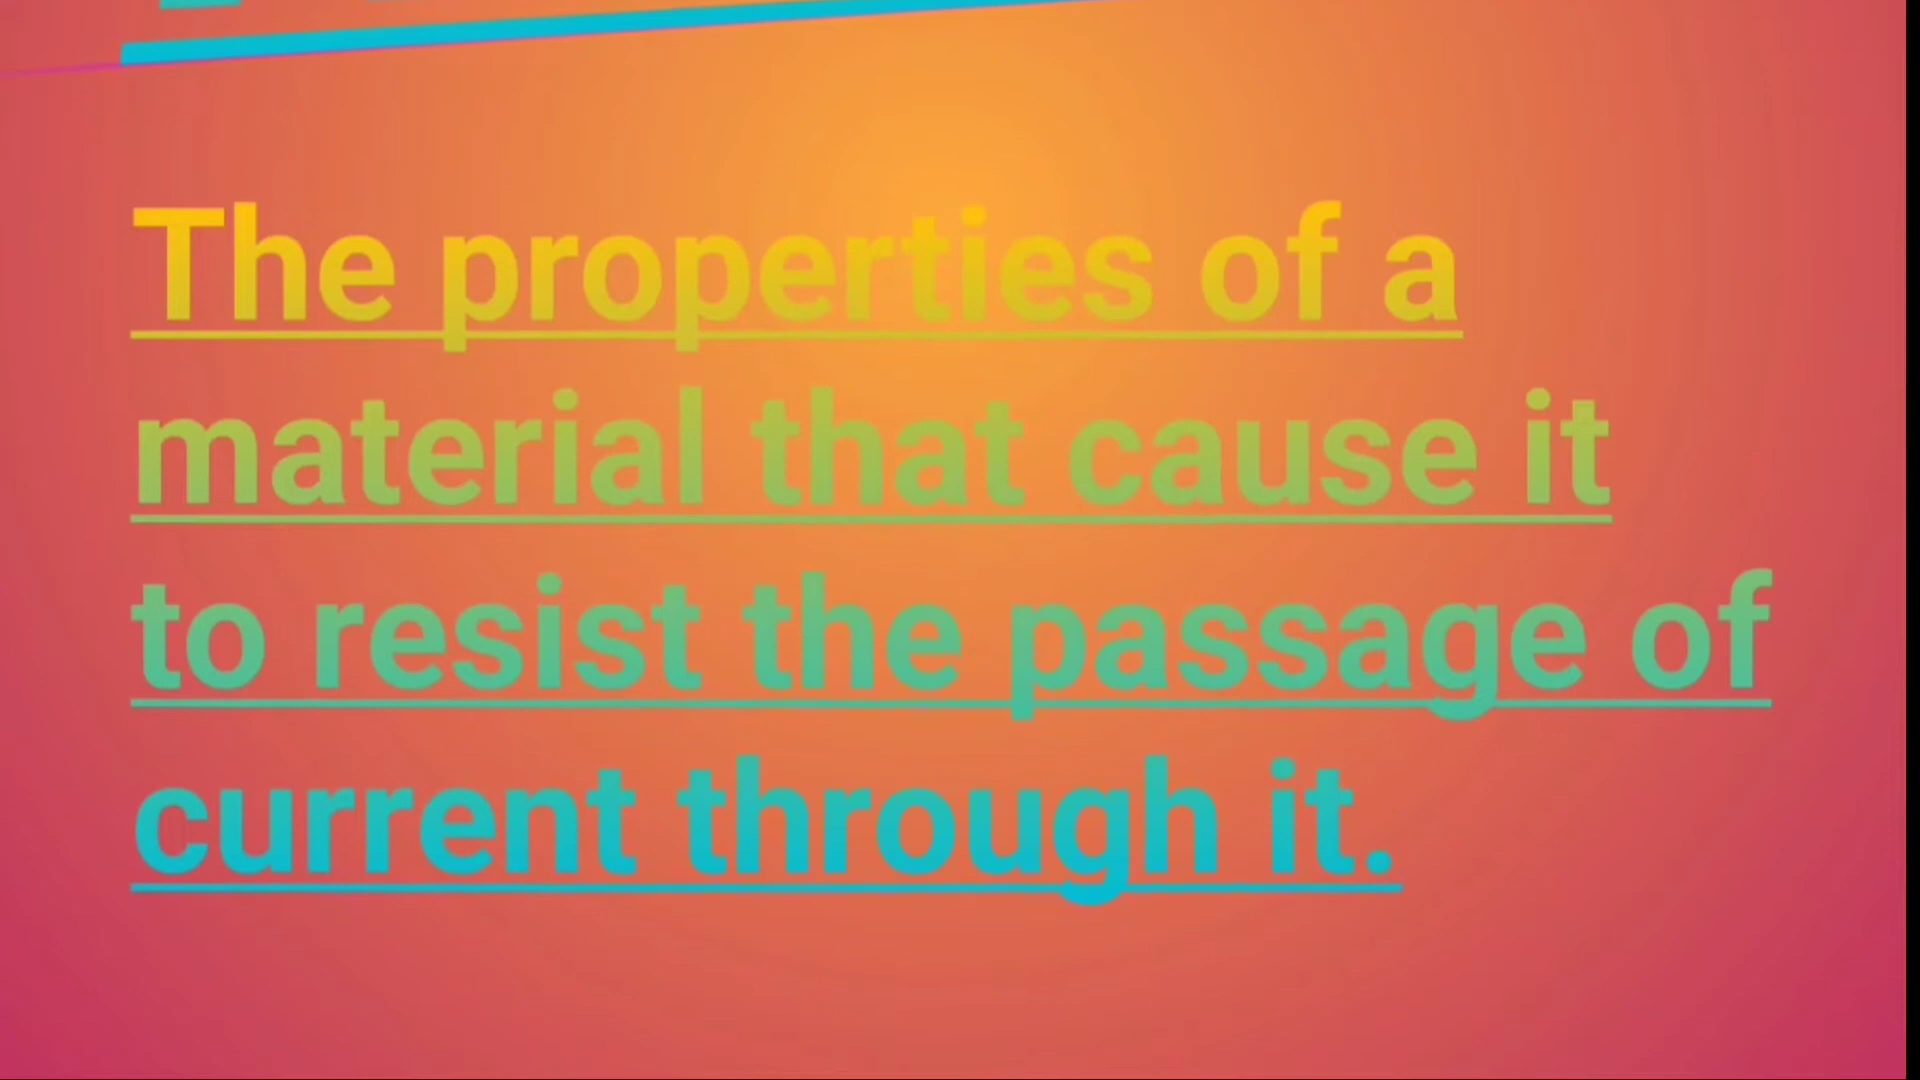 The properties of a
material that cause it
to resist the passage of
current through it.